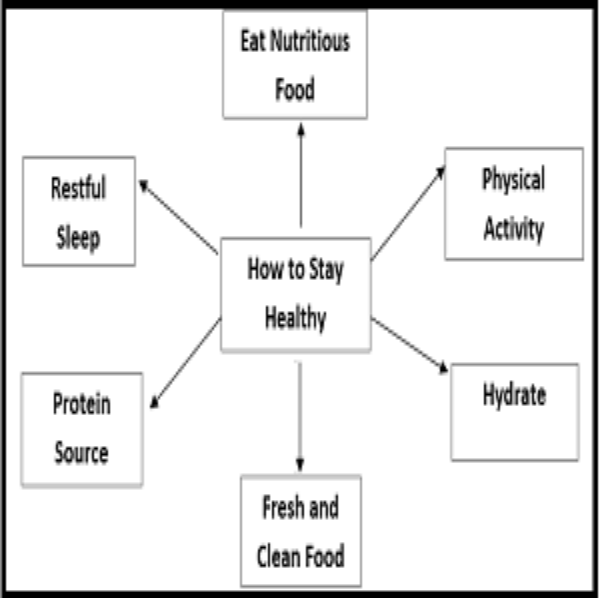 Eat Nutritious
Food
Restful
Sleep
Physical
Activity
How to Stay
Healthy
Protein
Source
Hydrate
Fresh and
Clean Food